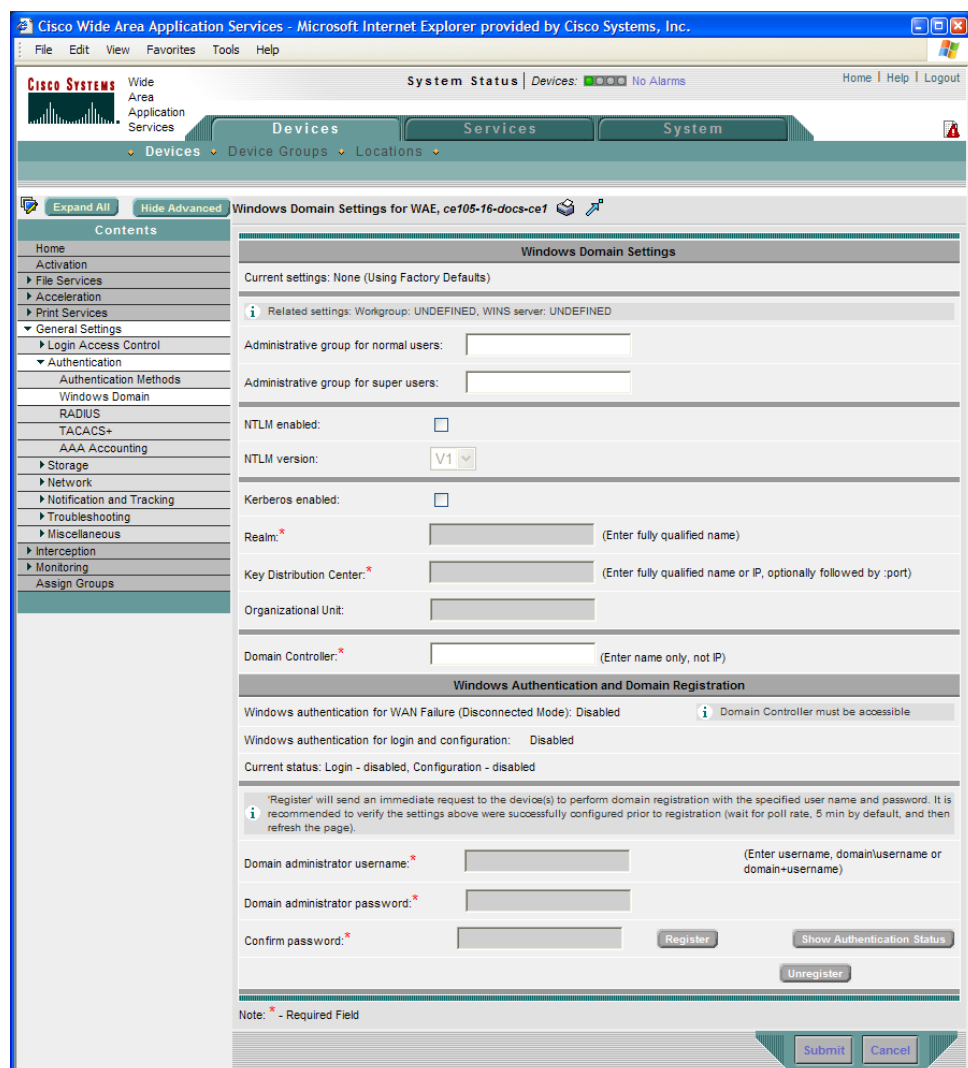 Cisco Wide Area Application Services - Microsoft Internet Explorer provided by Cisco Systems, Inc.
File Edit View Favorites Tools Help
CISCO SYSTEMS
Wide
Area
Application
Services
System Status | Devices: No Alarms
Home | Help | Logout
Devices Services System
Devices Device Groups Locations
Expand All Hide Advanced
Windows Domain Settings for WAE, ce105-16-docs-ce1
Contents
Home
Activation
File Services
Acceleration
Print Services
General Settings
Login Access Control
Authentication
Authentication Methods
Windows Domain
RADIUS
TACACS+
AAA Accounting
Storage
Network
Notification and Tracking
Troubleshooting
Miscellaneous
Interception
Monitoring
Assign Groups
Windows Domain Settings
Current settings: None (Using Factory Defaults)
i Related settings: Workgroup: UNDEFINED, WINS server: UNDEFINED
Administrative group for normal users:
Administrative group for super users:
NTLM enabled:
NTLM version: V1
Kerberos enabled:
Realm:* (Enter fully qualified name)
Key Distribution Center:* (Enter fully qualified name or IP, optionally followed by :port)
Organizational Unit:
Domain Controller:* (Enter name only, not IP)
Windows Authentication and Domain Registration
Windows authentication for WAN Failure (Disconnected Mode): Disabled i Domain Controller must be accessible
Windows authentication for login and configuration: Disabled
Current status: Login - disabled, Configuration - disabled
i 'Register' will send an immediate request to the device(s) to perform domain registration with the specified user name and password. It is
recommended to verify the settings above were successfully configured prior to registration (wait for poll rate, 5 min by default, and then
refresh the page).
Domain administrator username:* (Enter username, domain\username or
domain+username)
Domain administrator password:*
Confirm password:* Register Show Authentication Status
Unregister
Note: * - Required Field
Submit Cancel